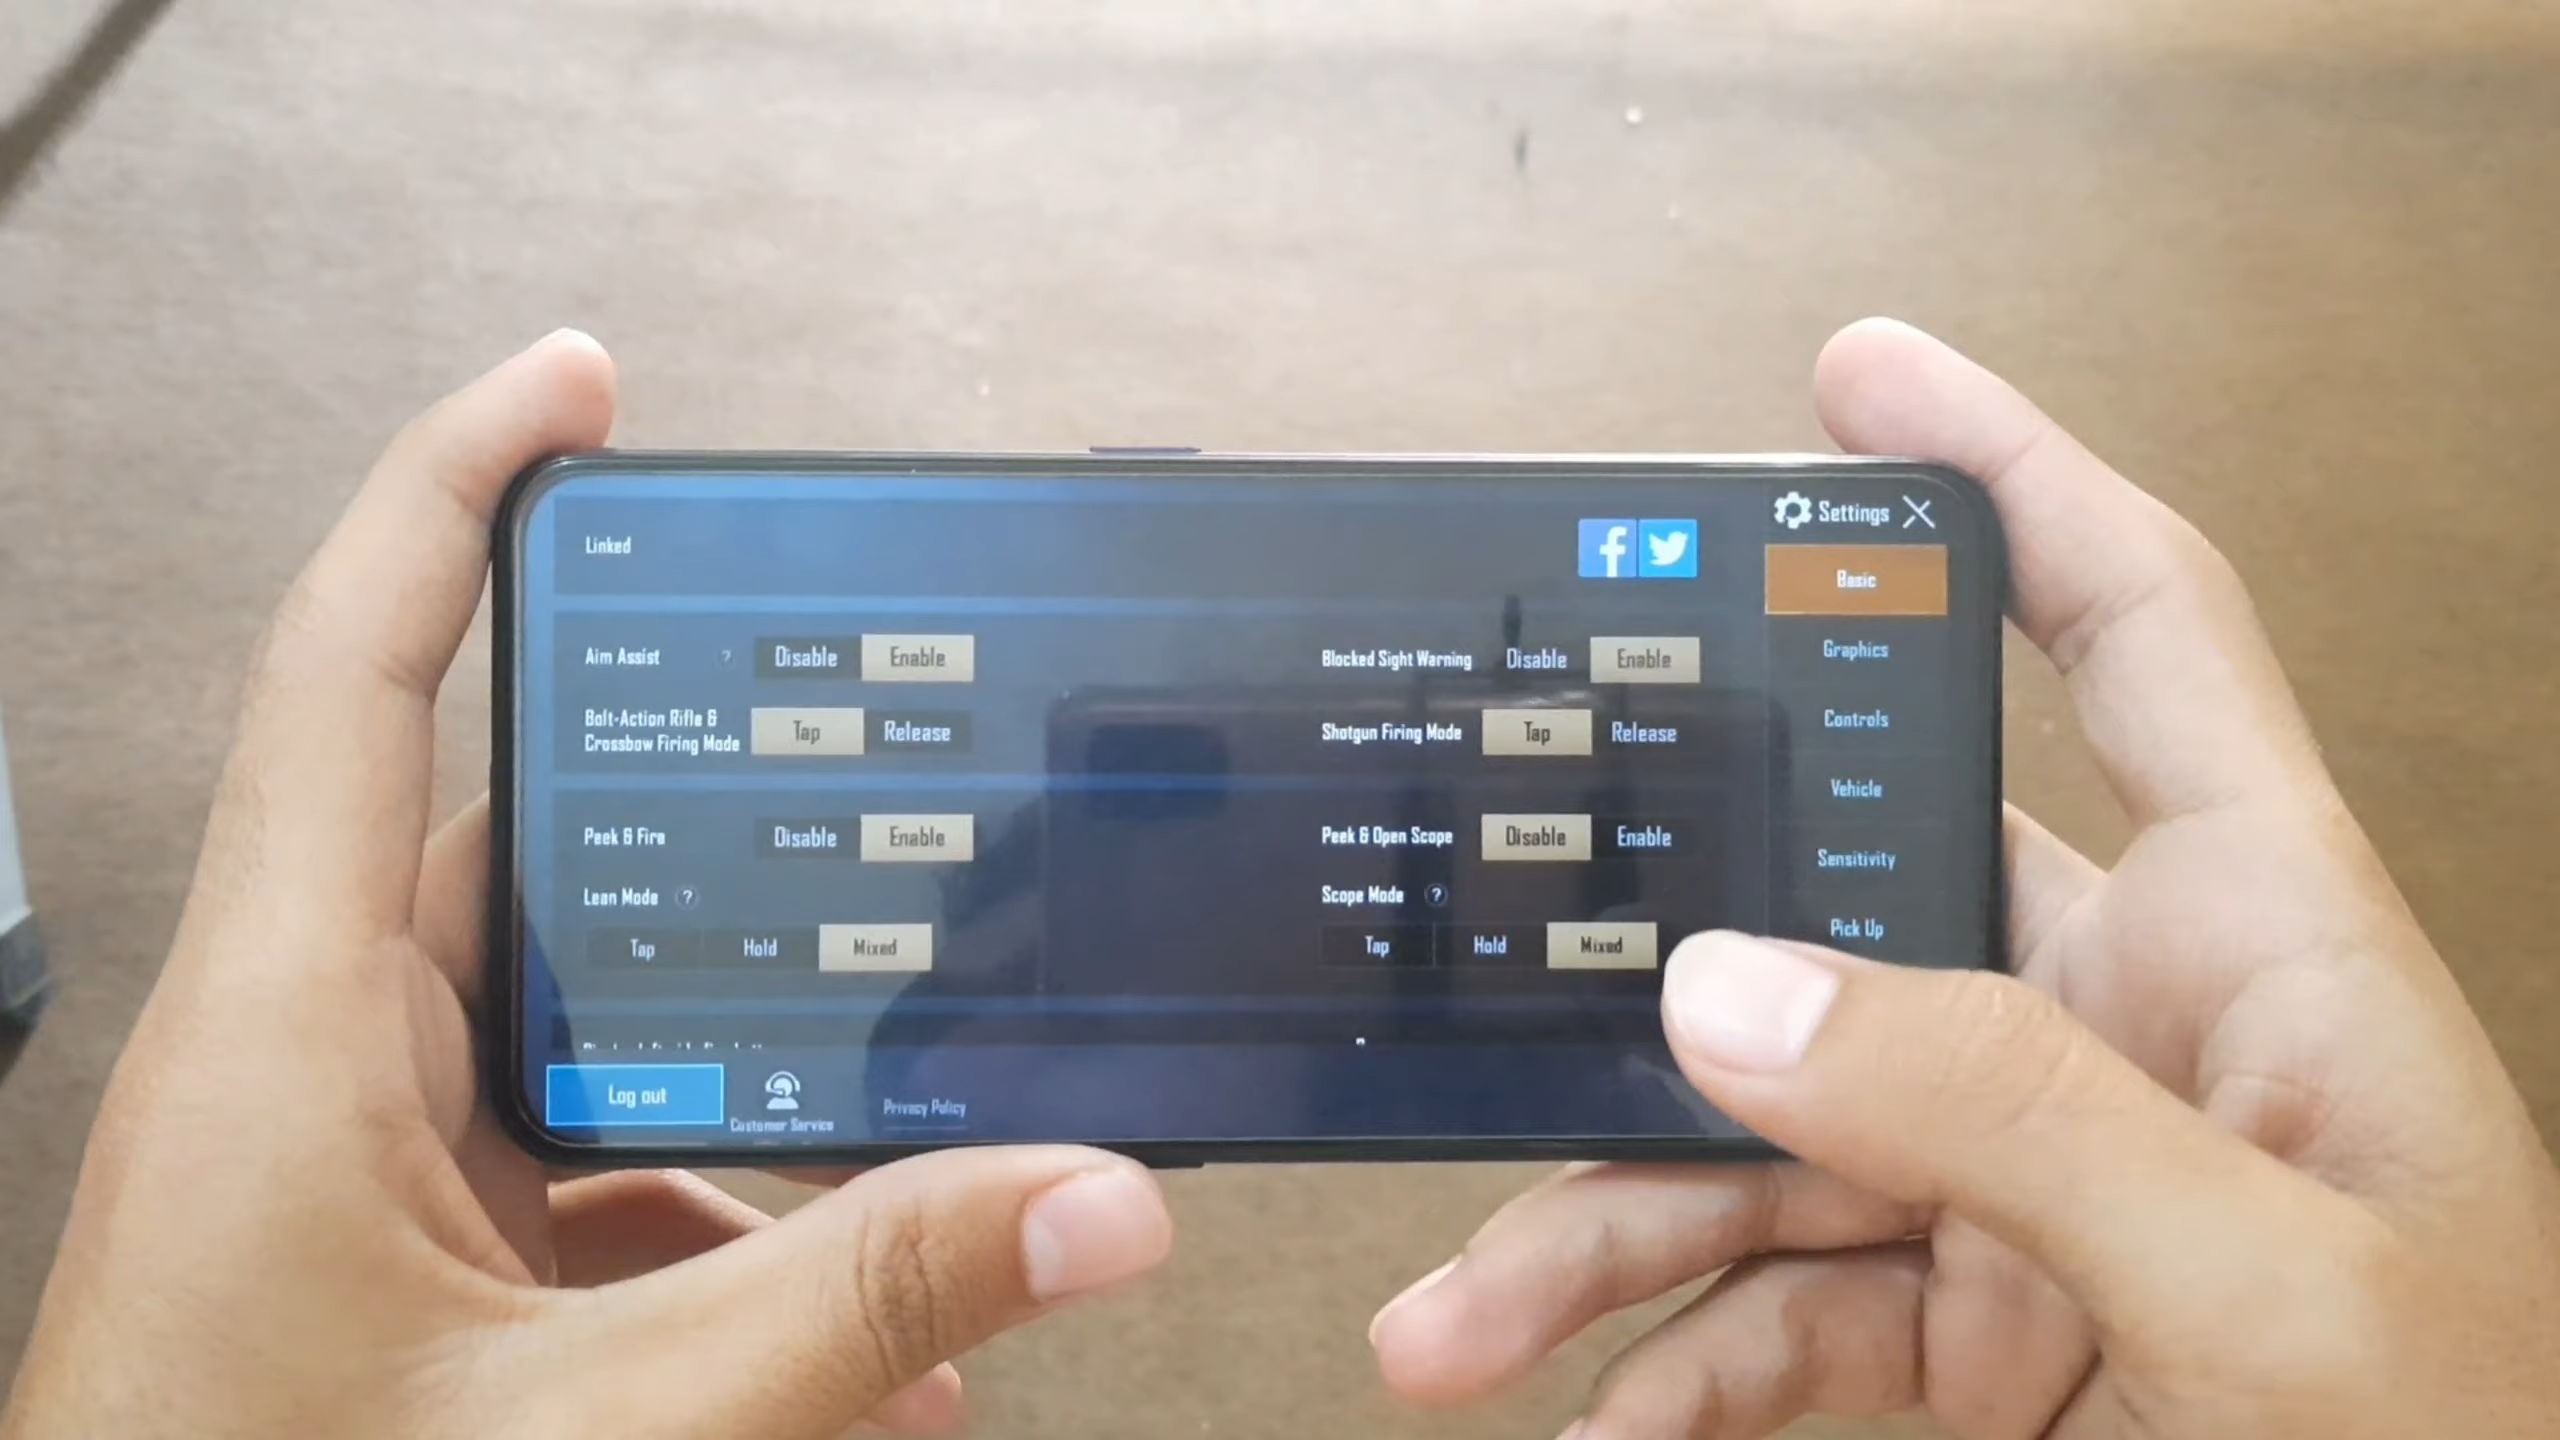 Settings
Linked
Basic
Aim Assist ? Disable Enable
Blocked Sight Warning Disable Enable
Graphics
Bolt-Action Rifle &
Crossbow Firing Mode
Tap Release
Shotgun Firing Mode Tap Release
Controls
Vehicle
Peek & Fire Disable Enable
Peek & Open Scope Disable Enable
Sensitivity
Lean Mode ?
Scope Mode ?
Pick Up
Tap Hold Mixed
Tap Hold Mixed
Log out
Customer Service
Privacy Policy